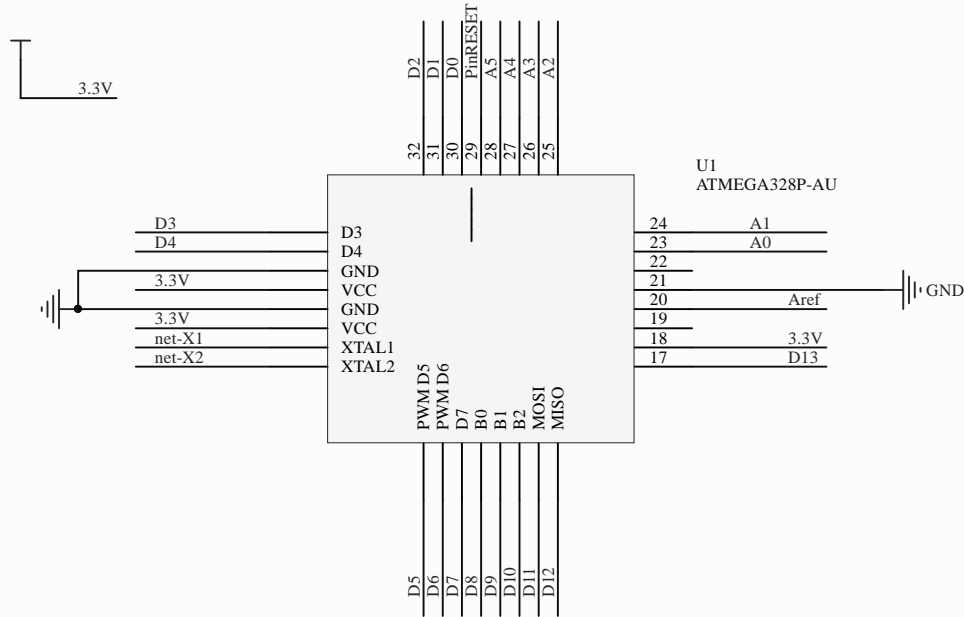 3.3V
D2
D1
D0
PinRESET
A5
A4
A3
A2
32
31
30
29
28
27
26
25
U1
ATMEGA328P-AU
D3
D4
3.3V
3.3V
net-X1
net-X2
D3
D4
GND
VCC
GND
VCC
XTAL1
XTAL2
24 A1
23 A0
22
21 GND
20 Aref
19
18 3.3V
17 D13
PWM D5
PWM D6
D7
B0
B1
B2
MOSI
MISO
D5
D6
D7
D8
D9
D10
D11
D12